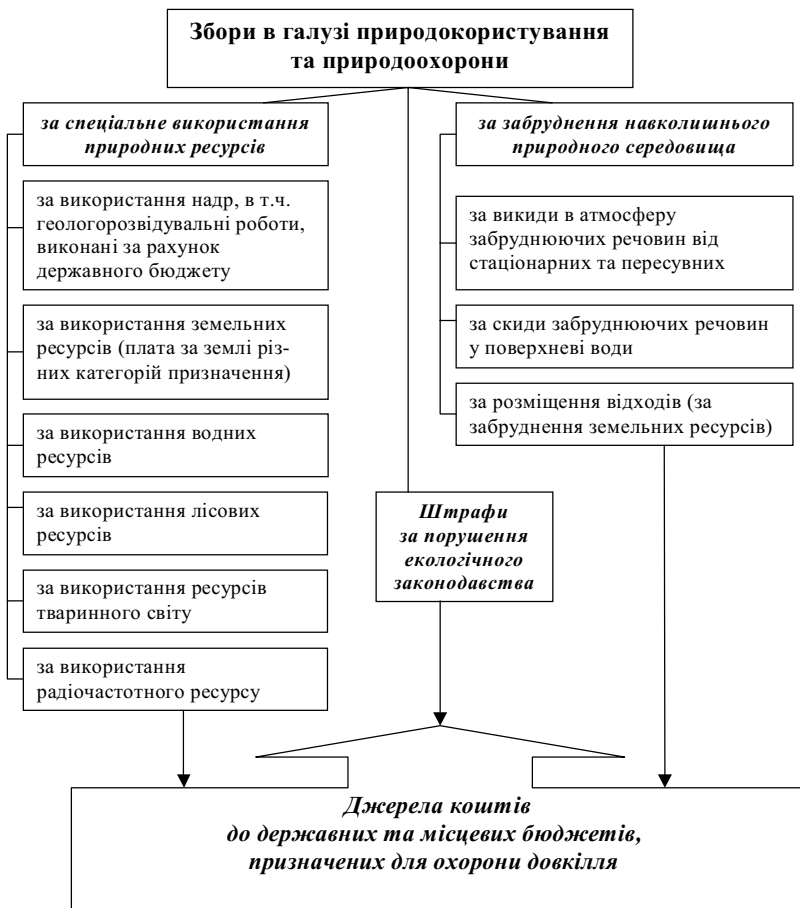 Збори в галузі природокористування
та природоохорони
за спеціальне використання
природних ресурсів
за використання надр, в т.ч.
геологорозвідувальні роботи,
виконані за рахунок
державного бюджету
за використання земельних
ресурсів (плата за землі різ-
них категорій призначення)
за використання водних
ресурсів
за використання лісових
ресурсів
за використання ресурсів
тваринного світу
за використання
радіочастотного ресурсу
Штрафи
за порушення
екологічного
законодавства
за забруднення навколишнього
природного середовища
за викиди в атмосферу
забруднюючих речовин від
стаціонарних та пересувних
за скиди забруднюючих речовин
у поверхневі води
за розміщення відходів (за
забруднення земельних ресурсів)
Джерела коштів
до державних та місцевих бюджетів,
призначених для охорони довкілля